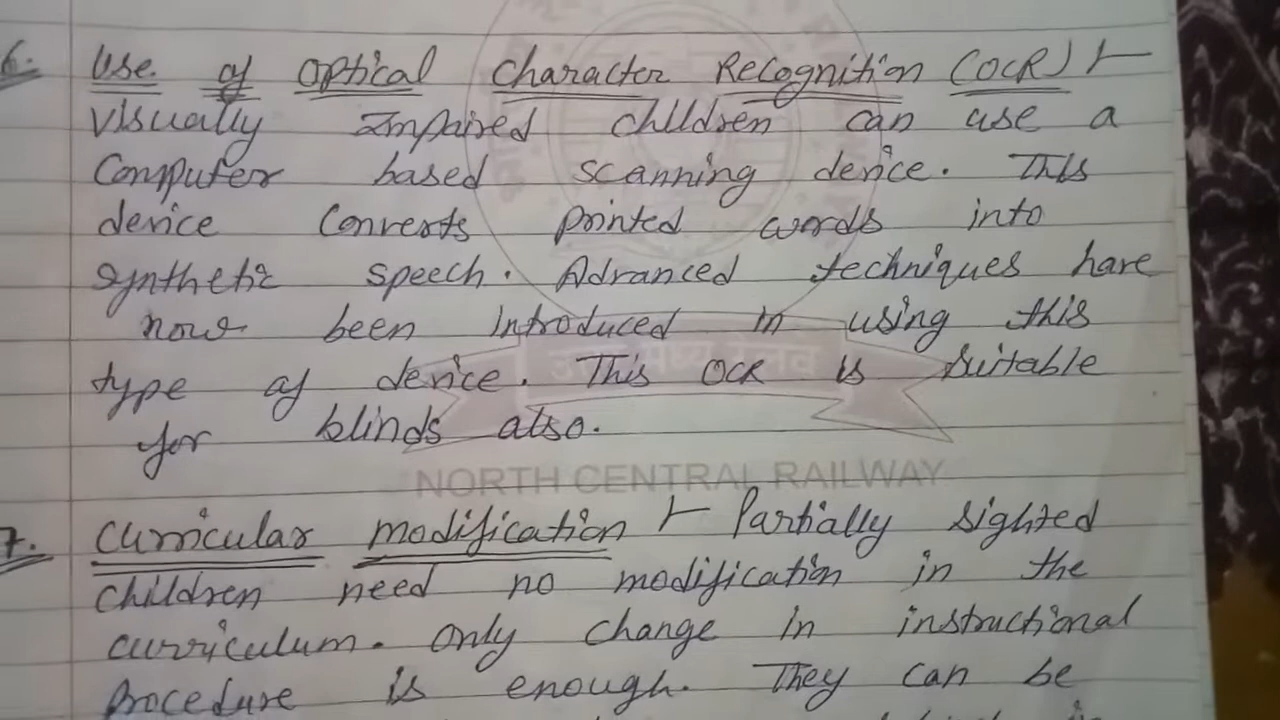 6. Use of Optical Character Recognition (OCR) :-
Visually Impaired children can use a
Computer based scanning device. This
device Converts printed words into
synthetic speech. Advanced techniques have
now been introduced in using this
type of device. This OCR is suitable
for blinds also.
NORTH CENTRAL RAILWAY
7. Curricular modification :- Partially sighted
children need no modification in the
curriculum. Only change in instructional
procedure is enough. They can be